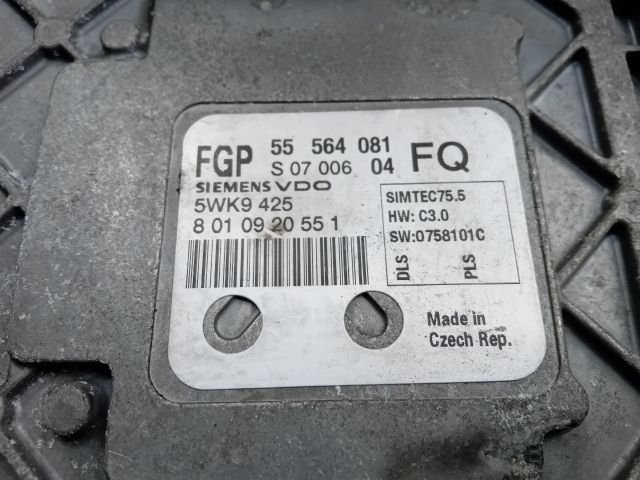 FGP 55 564 081 FQ
S 07 006 04
SIEMENS VDO
5WK9 425
8 01 09 20 55 1
SIMTEC75.5
HW: C3.0
SW:0758101C
DLS
PLS
Made in
Czech Rep.